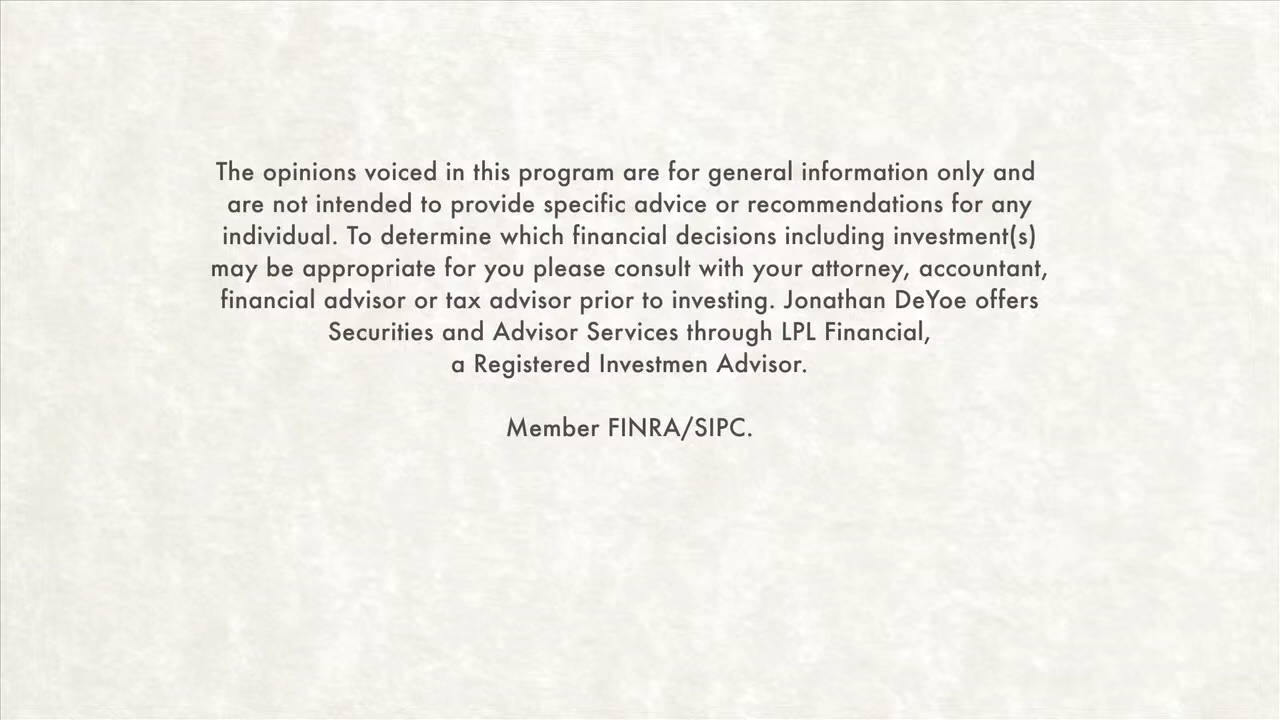 The opinions voiced in this program are for general information only and
are not intended to provide specific advice or recommendations for any
individual. To determine which financial decisions including investment(s)
may be appropriate for you please consult with your attorney, accountant,
financial advisor or tax advisor prior to investing. Jonathan DeYoe offers
Securities and Advisor Services through LPL Financial,
a Registered Investmen Advisor.
Member FINRA/SIPC.